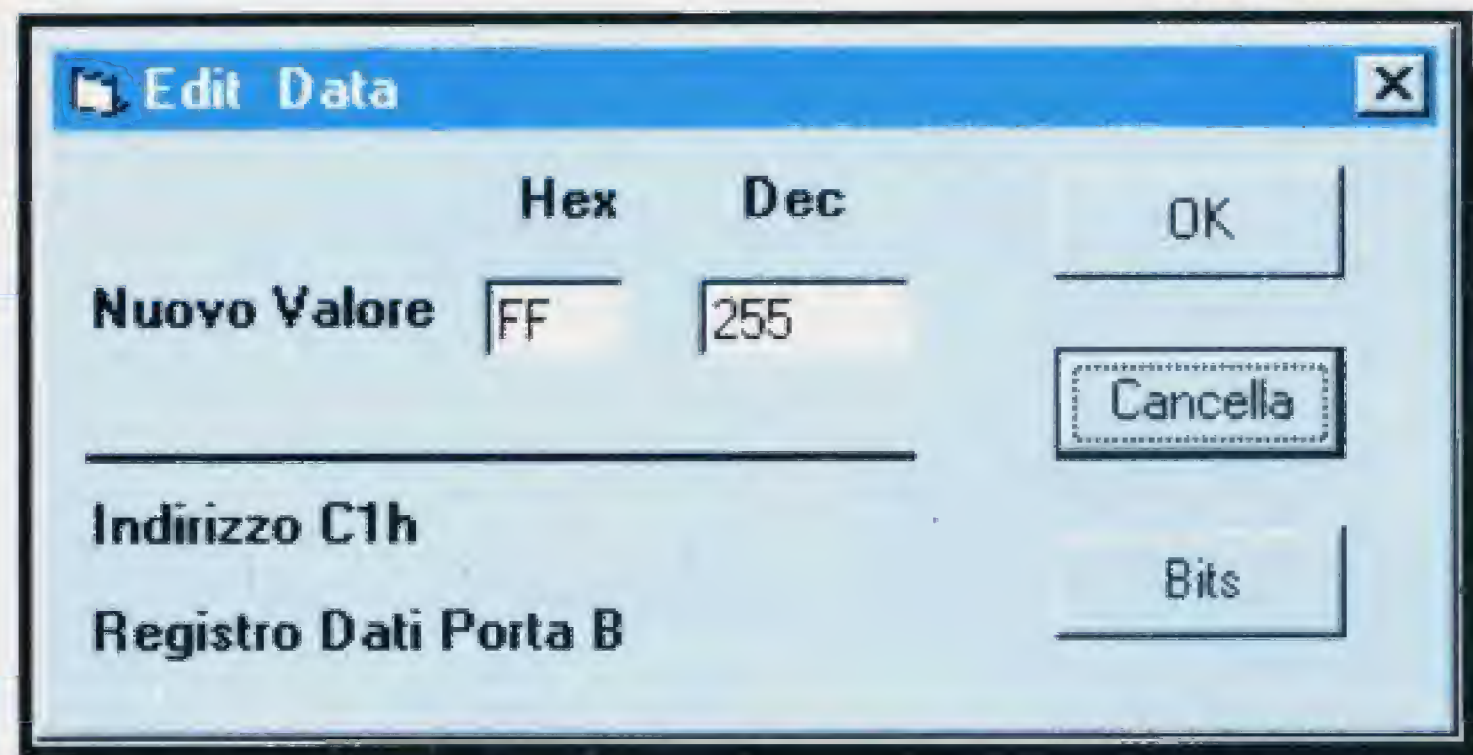 Edit Data
Hex Dec
OK
Nuovo Valore FF 255
Cancella
Indirizzo C1h
Bits
Registro Dati Porta B